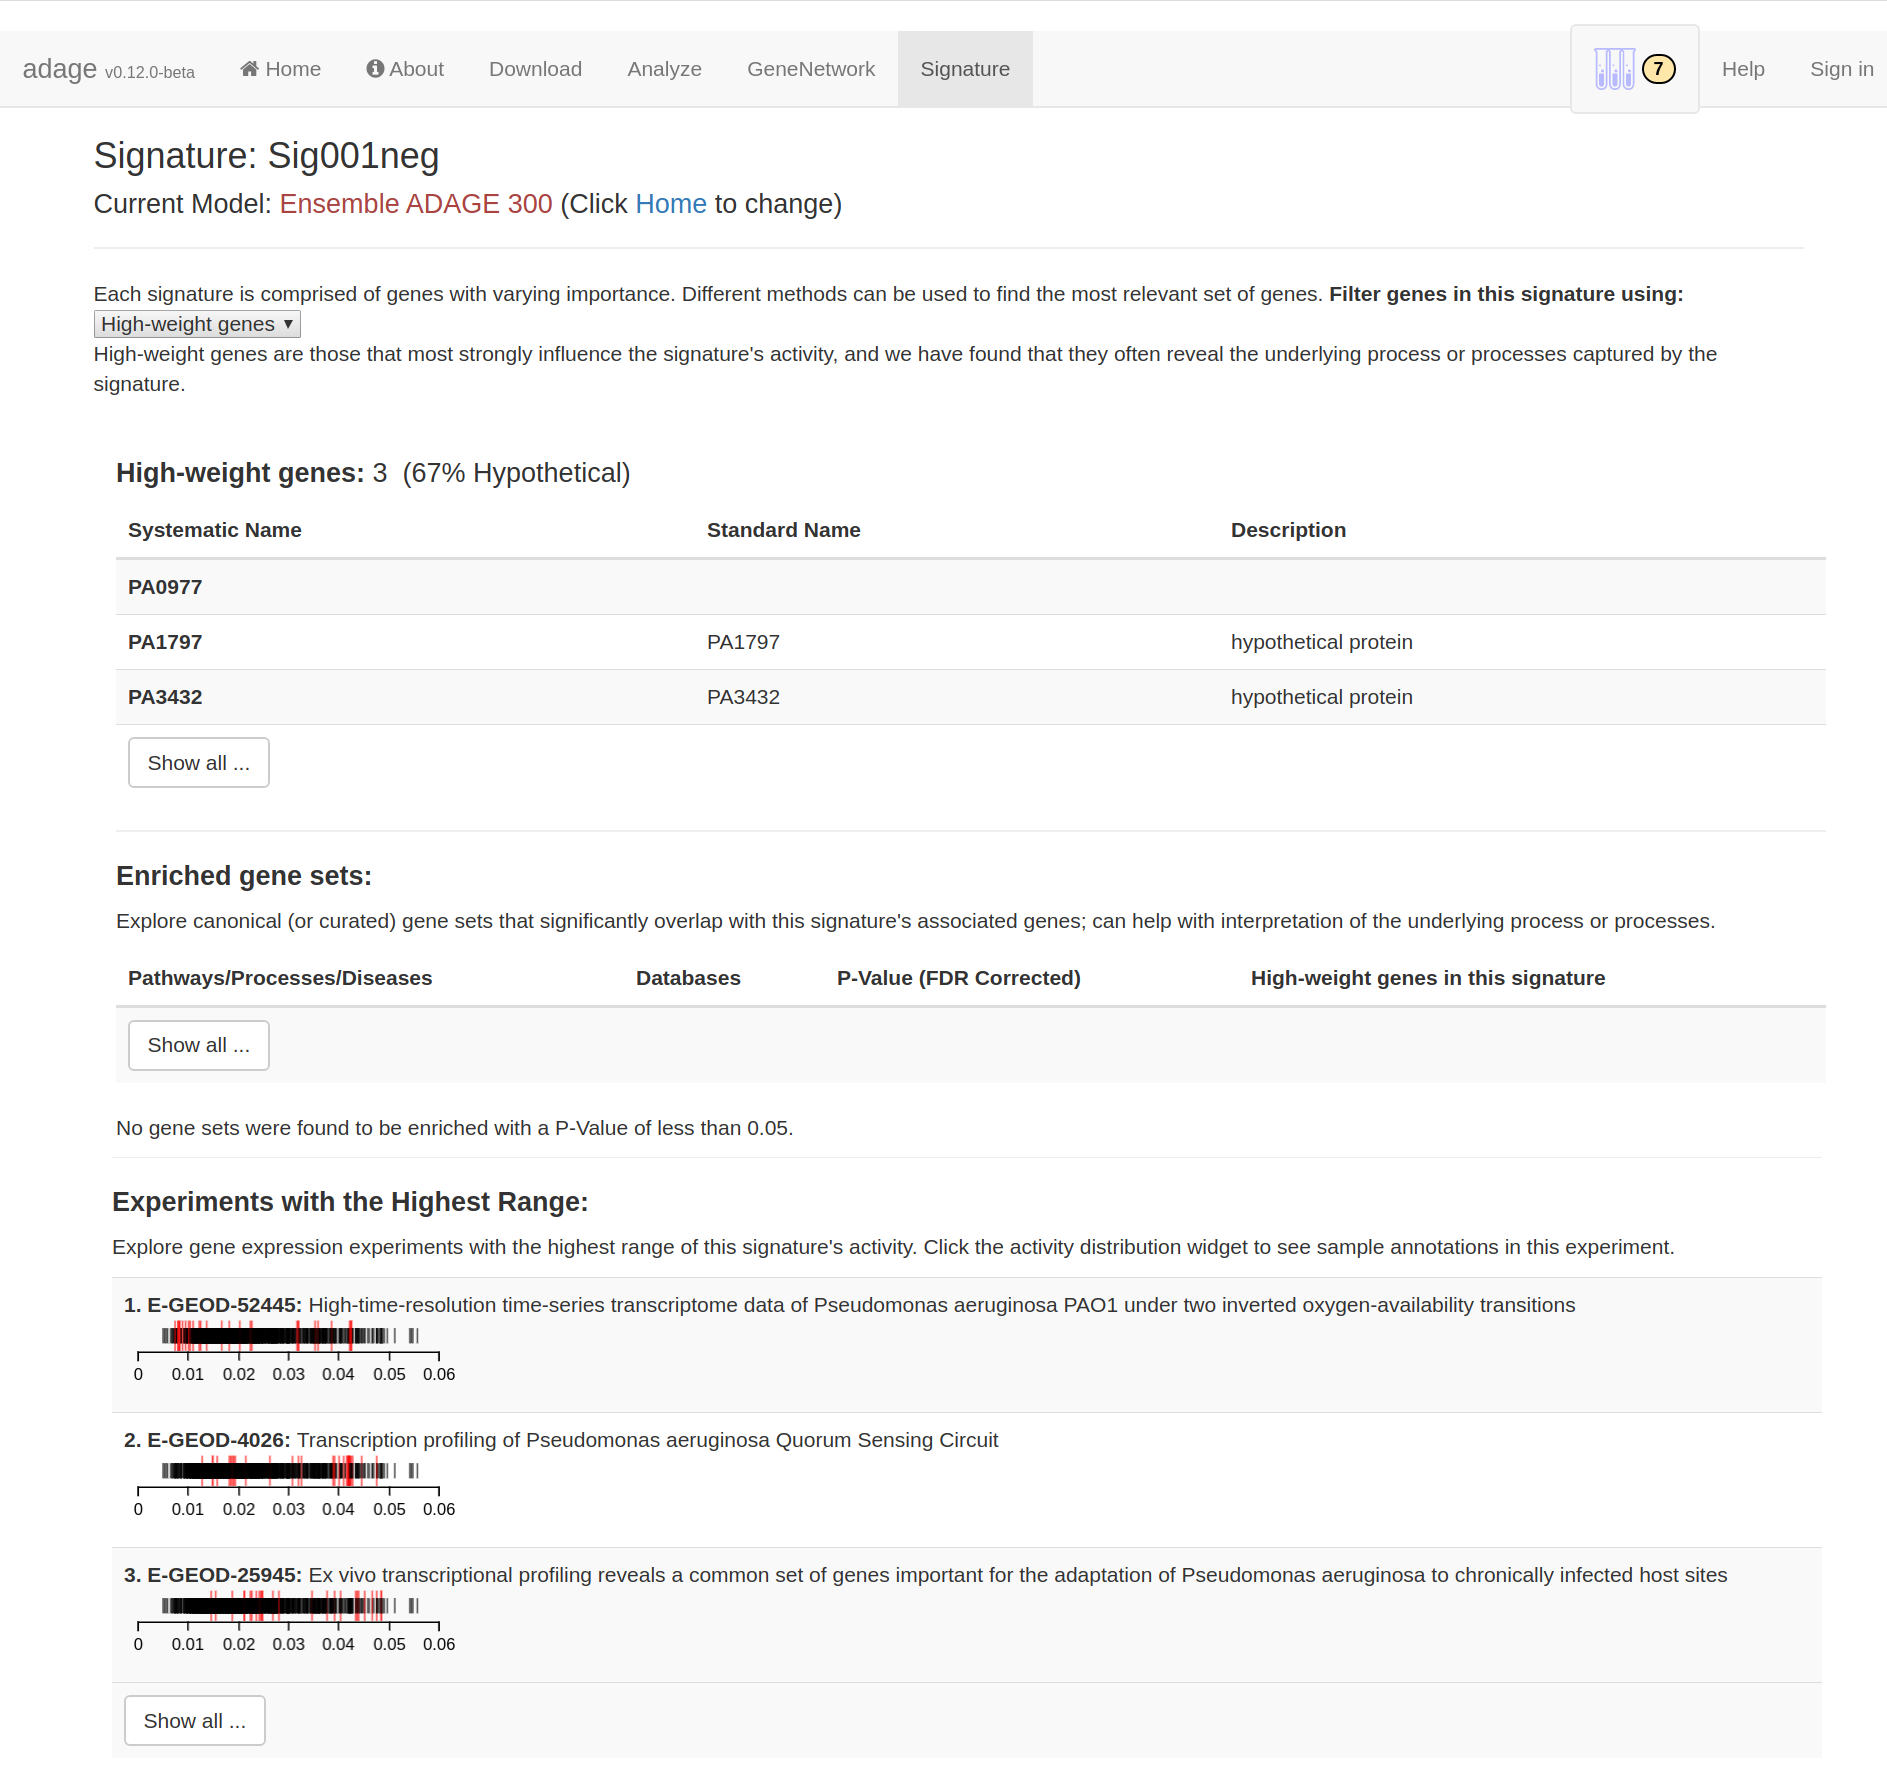 adage v0.12.0-beta Home About Download Analyze GeneNetwork Signature 7 Help Sign in
Signature: Sig001neg
Current Model: Ensemble ADAGE 300 (Click Home to change)
Each signature is comprised of genes with varying importance. Different methods can be used to find the most relevant set of genes. Filter genes in this signature using:
High-weight genes ▼
High-weight genes are those that most strongly influence the signature's activity, and we have found that they often reveal the underlying process or processes captured by the
signature.
High-weight genes: 3 (67% Hypothetical)
Systematic Name Standard Name Description
PA0977
PA1797 PA1797 hypothetical protein
PA3432 PA3432 hypothetical protein
Show all ...
Enriched gene sets:
Explore canonical (or curated) gene sets that significantly overlap with this signature's associated genes; can help with interpretation of the underlying process or processes.
Pathways/Processes/Diseases Databases P-Value (FDR Corrected) High-weight genes in this signature
Show all ...
No gene sets were found to be enriched with a P-Value of less than 0.05.
Experiments with the Highest Range:
Explore gene expression experiments with the highest range of this signature's activity. Click the activity distribution widget to see sample annotations in this experiment.
1. E-GEOD-52445: High-time-resolution time-series transcriptome data of Pseudomonas aeruginosa PAO1 under two inverted oxygen-availability transitions
0 0.01 0.02 0.03 0.04 0.05 0.06
2. E-GEOD-4026: Transcription profiling of Pseudomonas aeruginosa Quorum Sensing Circuit
0 0.01 0.02 0.03 0.04 0.05 0.06
3. E-GEOD-25945: Ex vivo transcriptional profiling reveals a common set of genes important for the adaptation of Pseudomonas aeruginosa to chronically infected host sites
0 0.01 0.02 0.03 0.04 0.05 0.06
Show all ...